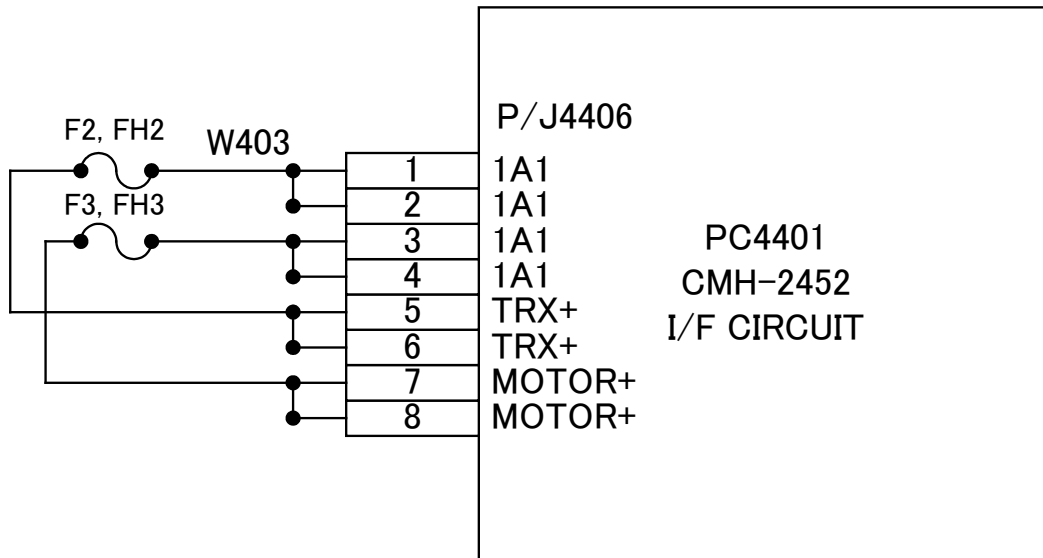 P/J4406
F2, FH2
W403
1 1A1
2 1A1
F3, FH3
3 1A1
4 1A1
5 TRX+
6 TRX+
7 MOTOR+
8 MOTOR+
PC4401
CMH-2452
I/F CIRCUIT